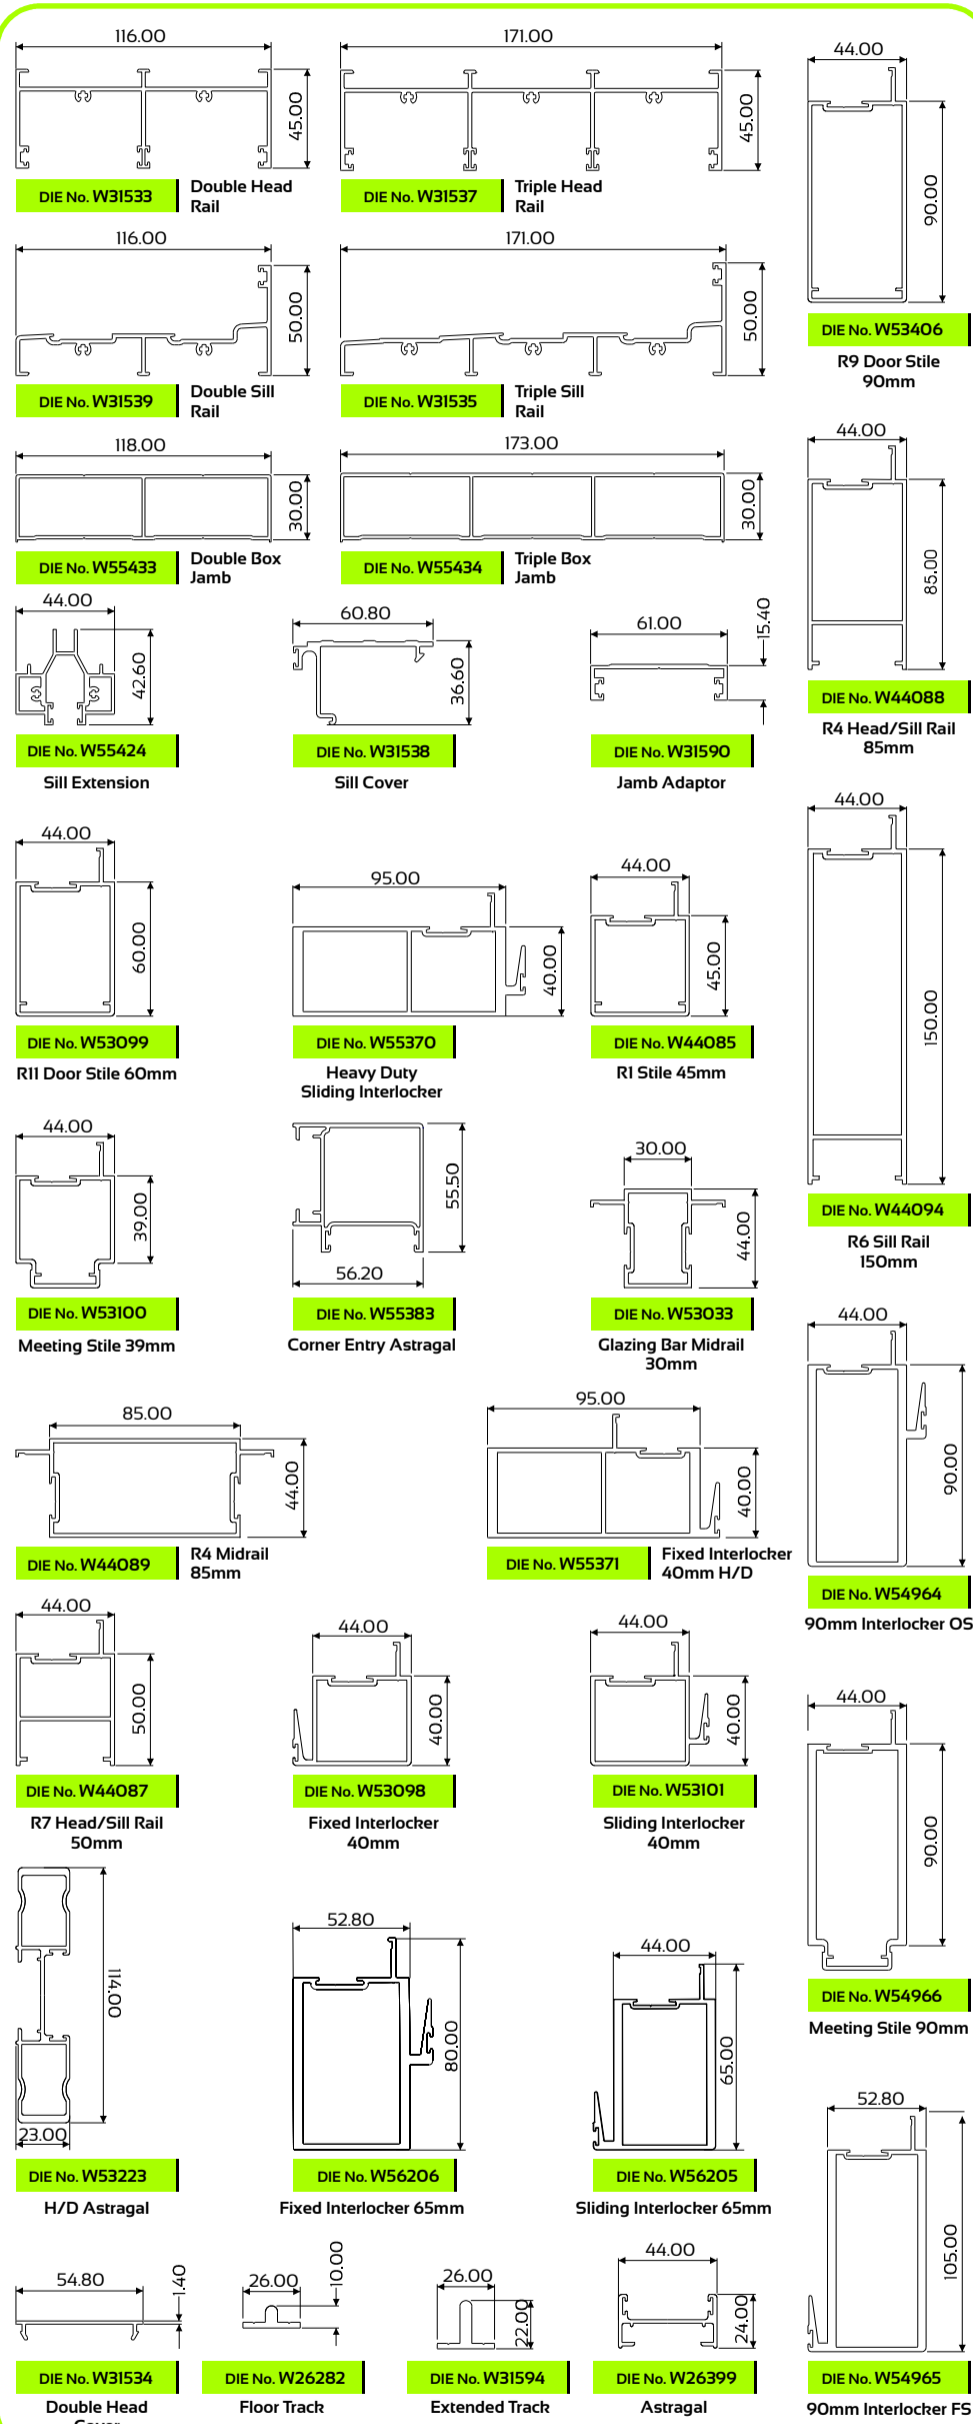 116.00
45.00
DIE No. W31533
Double Head
Rail
171.00
45.00
DIE No. W31537
Triple Head
Rail
44.00
90.00
DIE No. W53406
R9 Door Stile
90mm
116.00
50.00
DIE No. W31539
Double Sill
Rail
171.00
50.00
DIE No. W31535
Triple Sill
Rail
118.00
30.00
DIE No. W55433
Double Box
Jamb
173.00
30.00
DIE No. W55434
Triple Box
Jamb
44.00
85.00
DIE No. W44088
R4 Head/Sill Rail
85mm
44.00
42.60
DIE No. W55424
Sill Extension
60.80
36.60
DIE No. W31538
Sill Cover
61.00
15.40
DIE No. W31590
Jamb Adaptor
44.00
150.00
DIE No. W44094
R6 Sill Rail
150mm
44.00
60.00
DIE No. W53099
R11 Door Stile 60mm
95.00
40.00
DIE No. W55370
Heavy Duty
Sliding Interlocker
44.00
45.00
DIE No. W44085
R1 Stile 45mm
44.00
39.00
DIE No. W53100
Meeting Stile 39mm
55.50
56.20
DIE No. W55383
Corner Entry Astragal
30.00
44.00
DIE No. W53033
Glazing Bar Midrail
30mm
44.00
90.00
DIE No. W54964
90mm Interlocker OS
85.00
44.00
DIE No. W44089
R4 Midrail
85mm
95.00
40.00
DIE No. W55371
Fixed Interlocker
40mm H/D
44.00
50.00
DIE No. W44087
R7 Head/Sill Rail
50mm
44.00
40.00
DIE No. W53098
Fixed Interlocker
40mm
44.00
40.00
DIE No. W53101
Sliding Interlocker
40mm
44.00
90.00
DIE No. W54966
Meeting Stile 90mm
114.00
23.00
DIE No. W53223
H/D Astragal
52.80
80.00
DIE No. W56206
Fixed Interlocker 65mm
44.00
65.00
DIE No. W56205
Sliding Interlocker 65mm
52.80
105.00
DIE No. W54965
90mm Interlocker FS
54.80
1.40
DIE No. W31534
Double Head
Cover
26.00
10.00
DIE No. W26282
Floor Track
26.00
22.00
DIE No. W31594
Extended Track
44.00
24.00
DIE No. W26399
Astragal